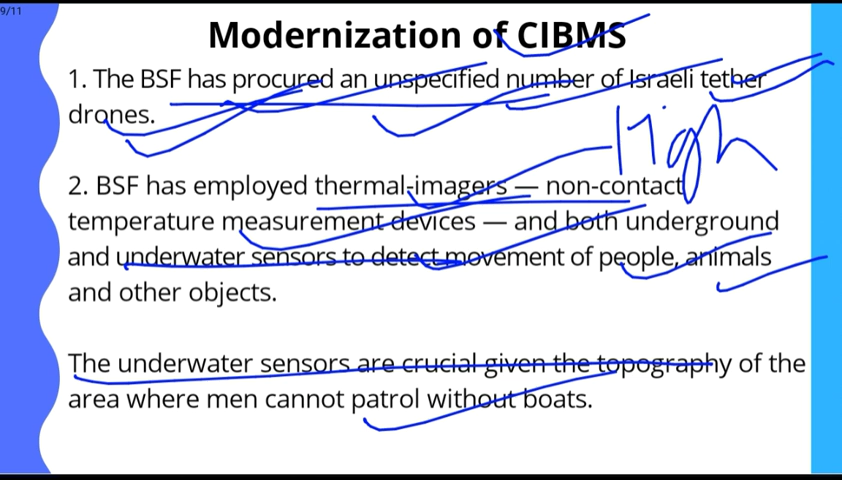 9/11
Modernization of CIBMS
1. The BSF has procured an unspecified number of Israeli tether
drones.
High
2. BSF has employed thermal-imagers — non-contact
temperature measurement devices — and both underground
and underwater sensors to detect movement of people, animals
and other objects.
The underwater sensors are crucial given the topography of the
area where men cannot patrol without boats.